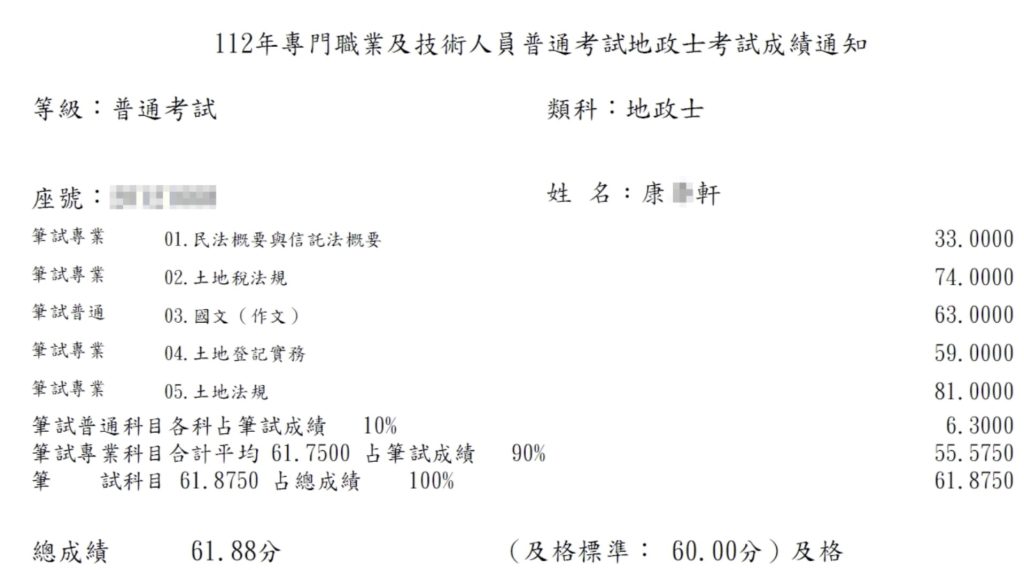 112年專門職業及技術人員普通考試地政士考試成績通知
等級：普通考試 類科：地政士
座號： 姓 名：康 軒
筆試專業 01.民法概要與信託法概要 33.0000
筆試專業 02.土地稅法規 74.0000
筆試普通 03.國文（作文） 63.0000
筆試專業 04.土地登記實務 59.0000
筆試專業 05.土地法規 81.0000
筆試普通科目各科占筆試成績 10% 6.3000
筆試專業科目合計平均 61.7500 占筆試成績 90% 55.5750
筆 試科目 61.8750 占總成績 100% 61.8750
總成績 61.88分 （及格標準： 60.00分）及格